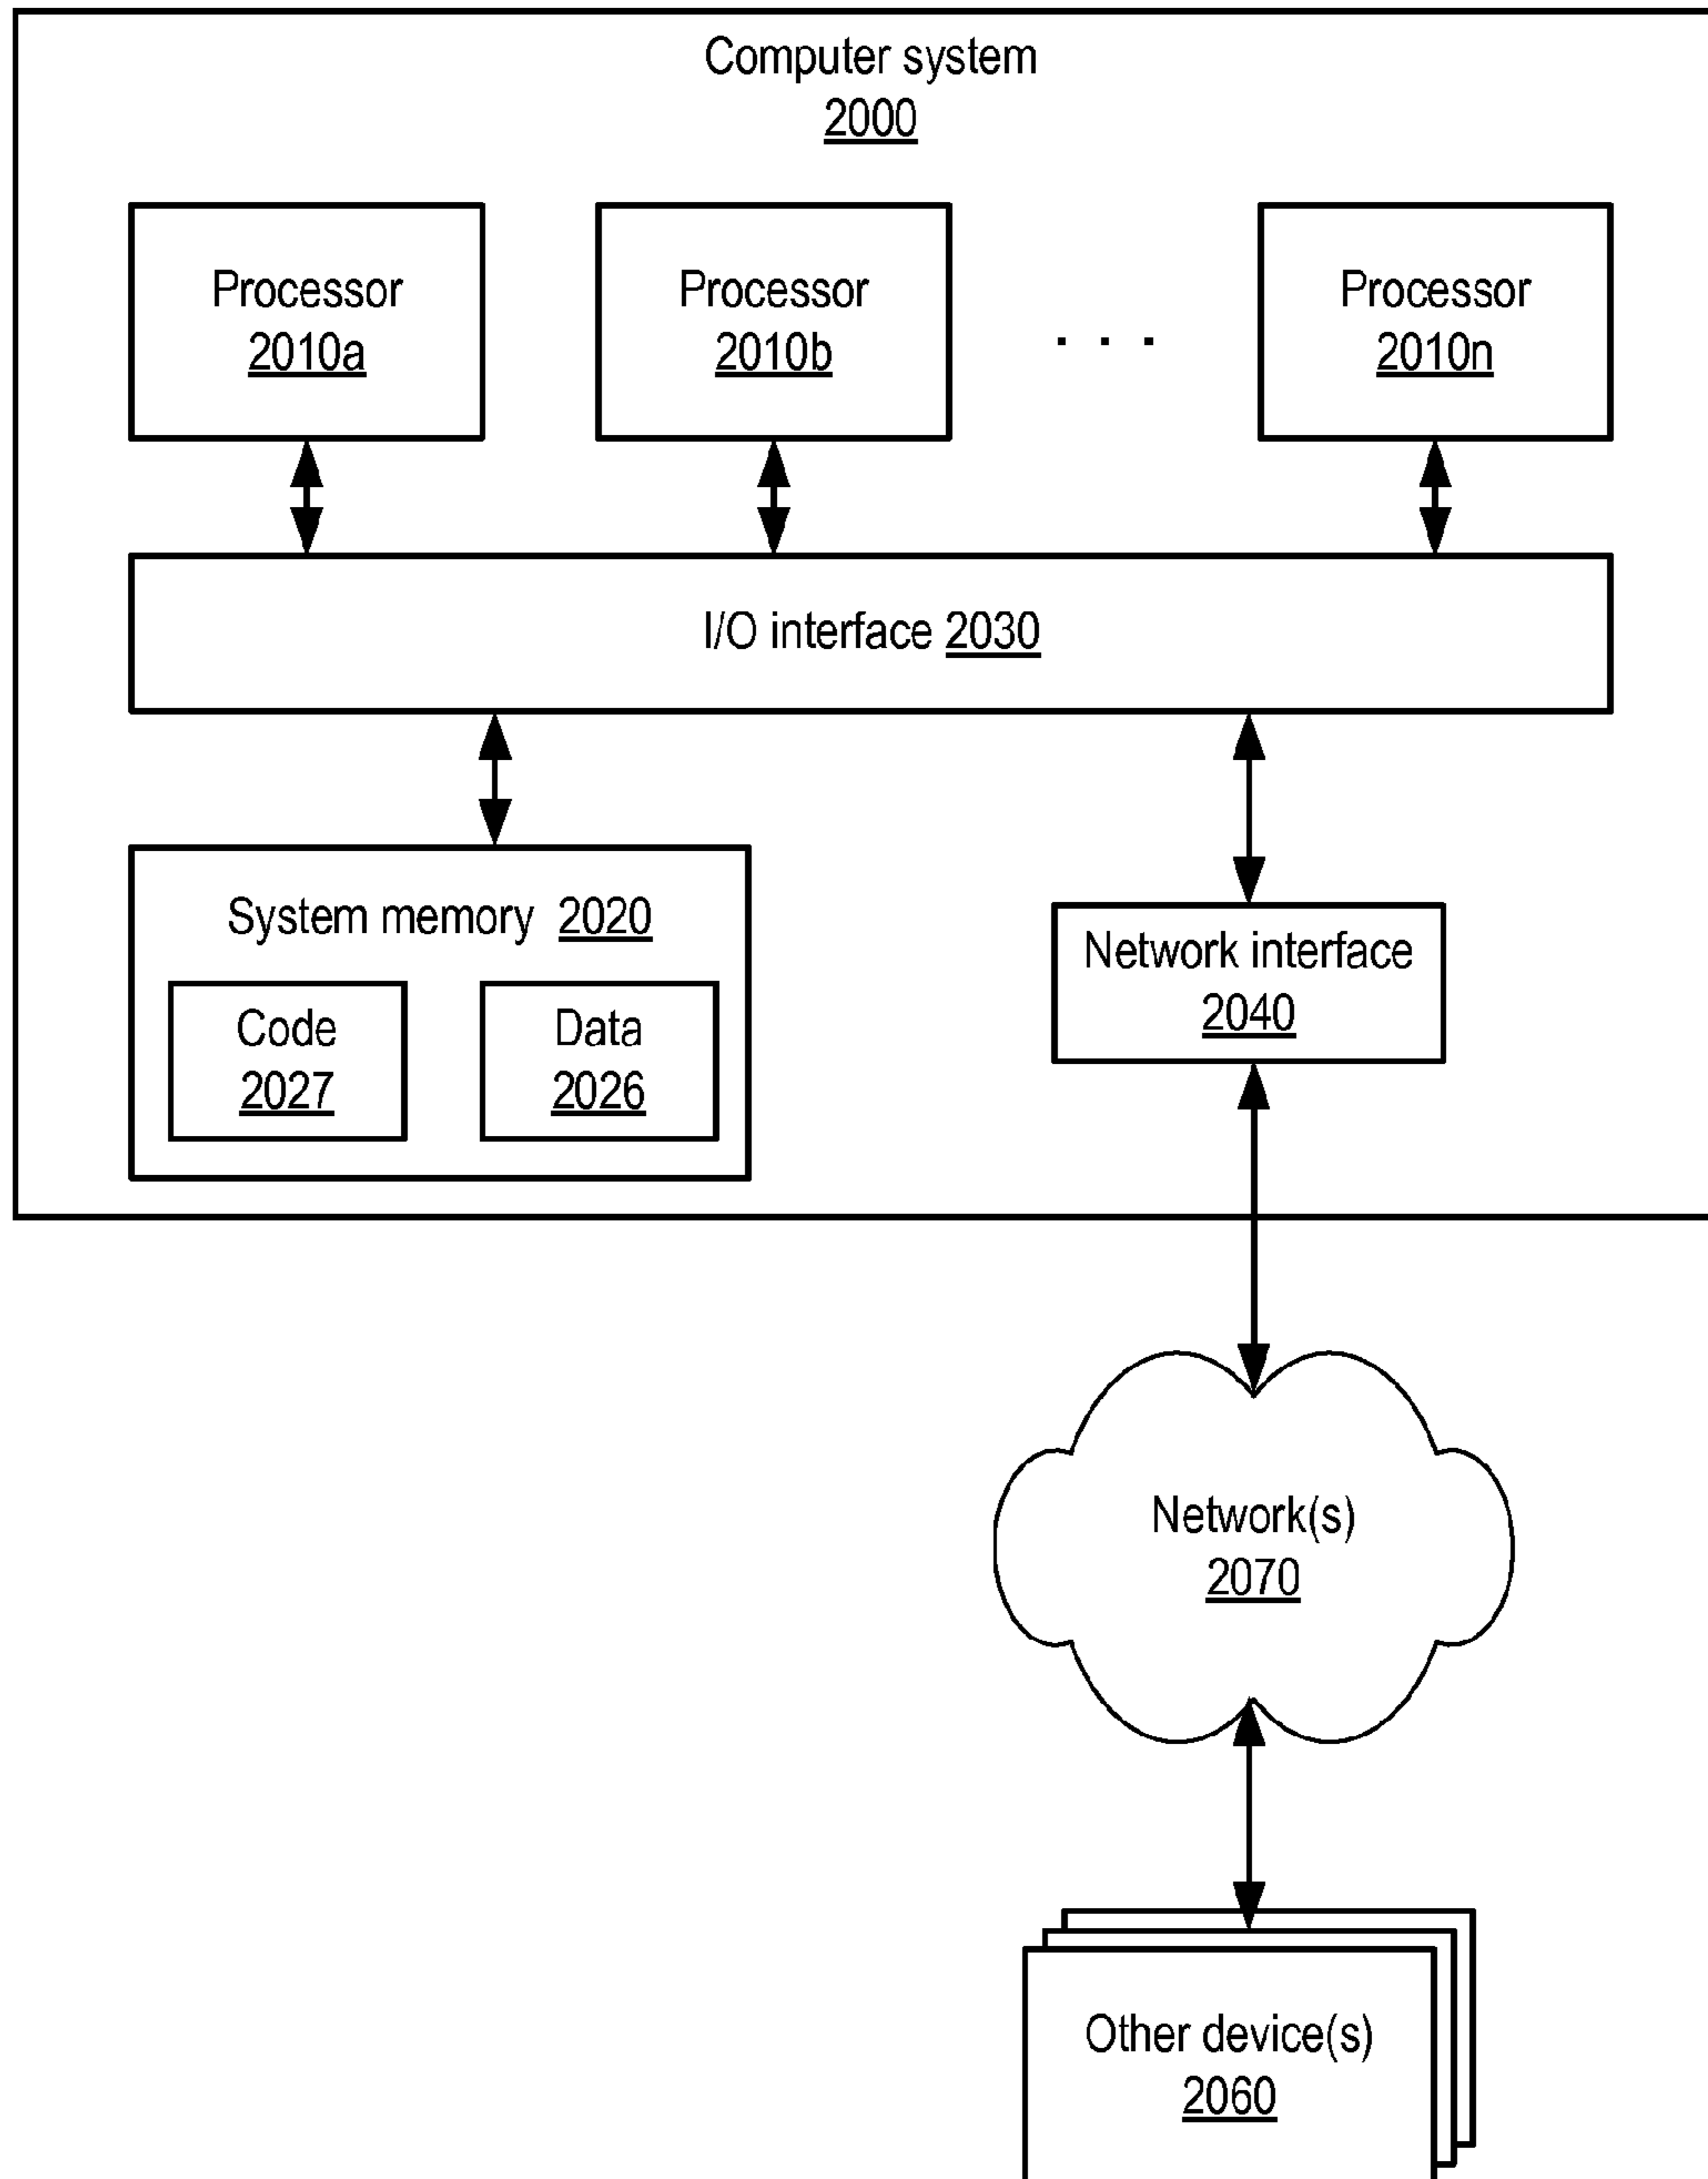 Computer system
2000
Processor
2010a
Processor
2010b
. . .
Processor
2010n
I/O interface 2030
System memory 2020
Code
2027
Data
2026
Network interface
2040
Network(s)
2070
Other device(s)
2060